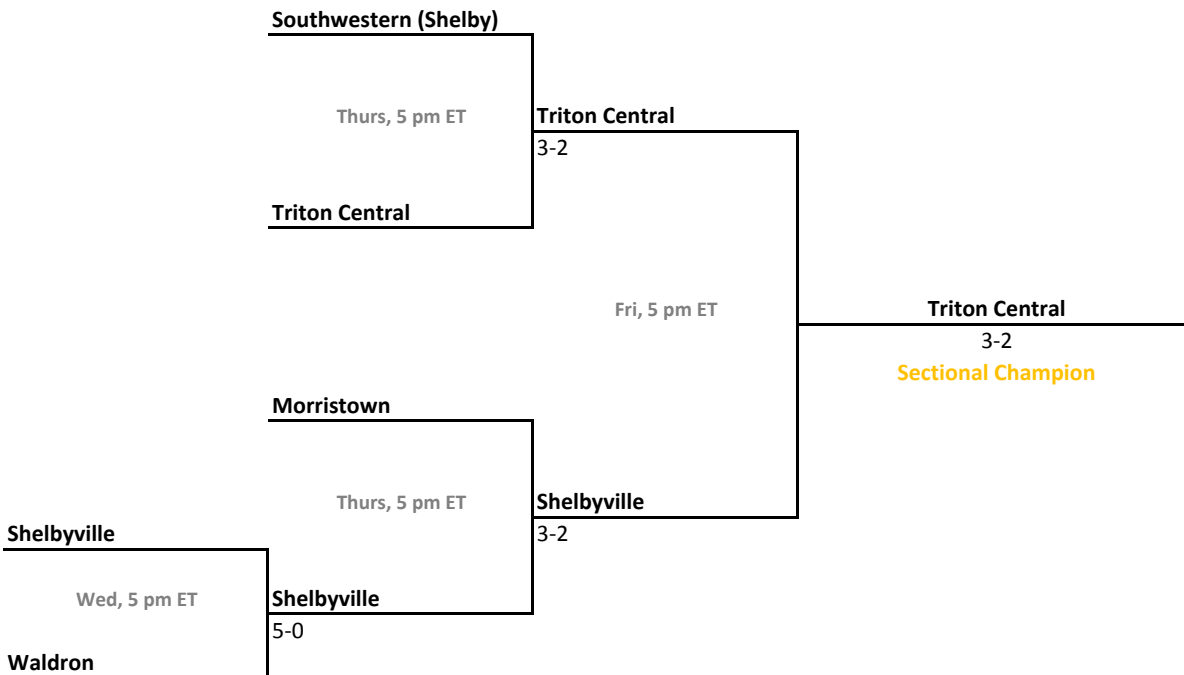 Southwestern (Shelby)
Thurs, 5 pm ET
Triton Central
3-2
Triton Central
Fri, 5 pm ET
Triton Central
3-2
Sectional Champion
Morristown
Thurs, 5 pm ET
Shelbyville
3-2
Shelbyville
Wed, 5 pm ET
Shelbyville
5-0
Waldron